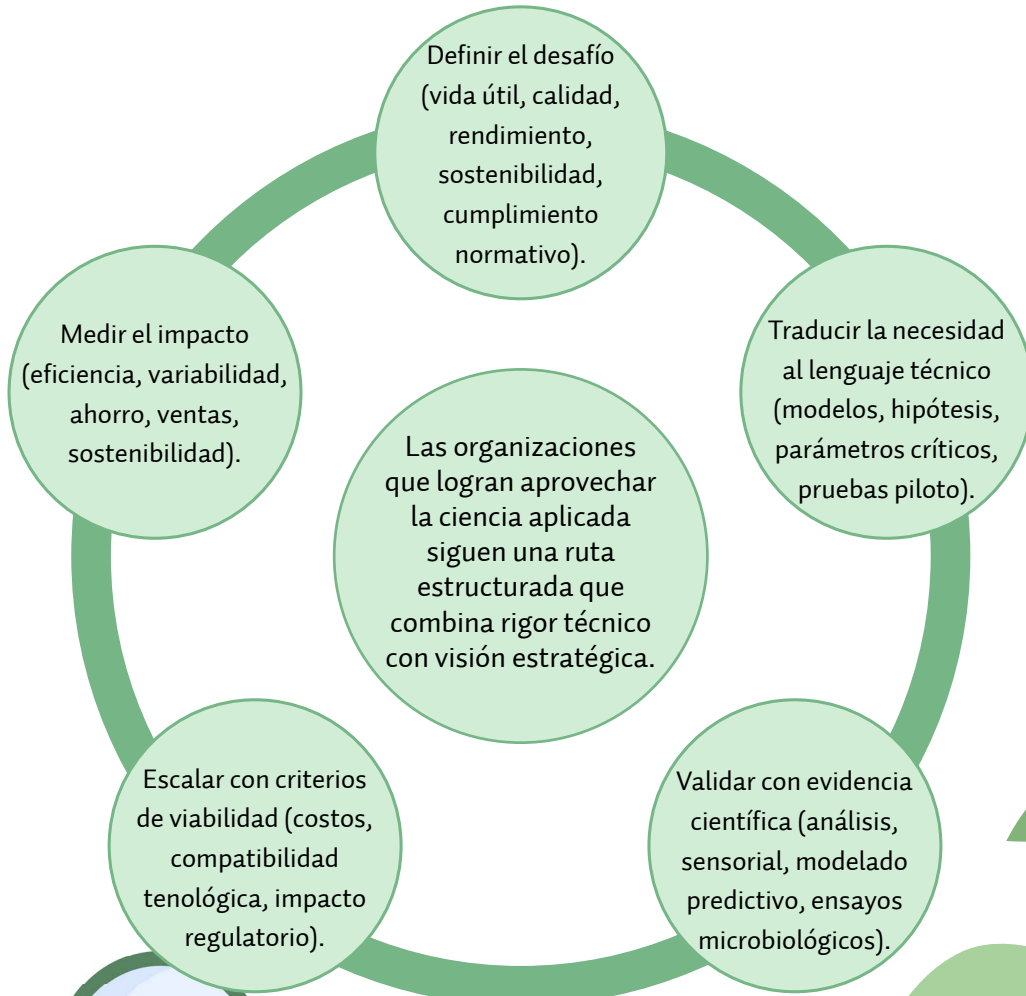 Definir el desafío
(vida útil, calidad,
rendimiento,
sostenibilidad,
cumplimiento
normativo).
Traducir la necesidad
al lenguaje técnico
(modelos, hipótesis,
parámetros críticos,
pruebas piloto).
Validar con evidencia
científica (análisis,
sensorial, modelado
predictivo, ensayos
microbiológicos).
Escalar con criterios
de viabilidad (costos,
compatibilidad
tenológica, impacto
regulatorio).
Medir el impacto
(eficiencia, variabilidad,
ahorro, ventas,
sostenibilidad).
Las organizaciones
que logran aprovechar
la ciencia aplicada
siguen una ruta
estructurada que
combina rigor técnico
con visión estratégica.